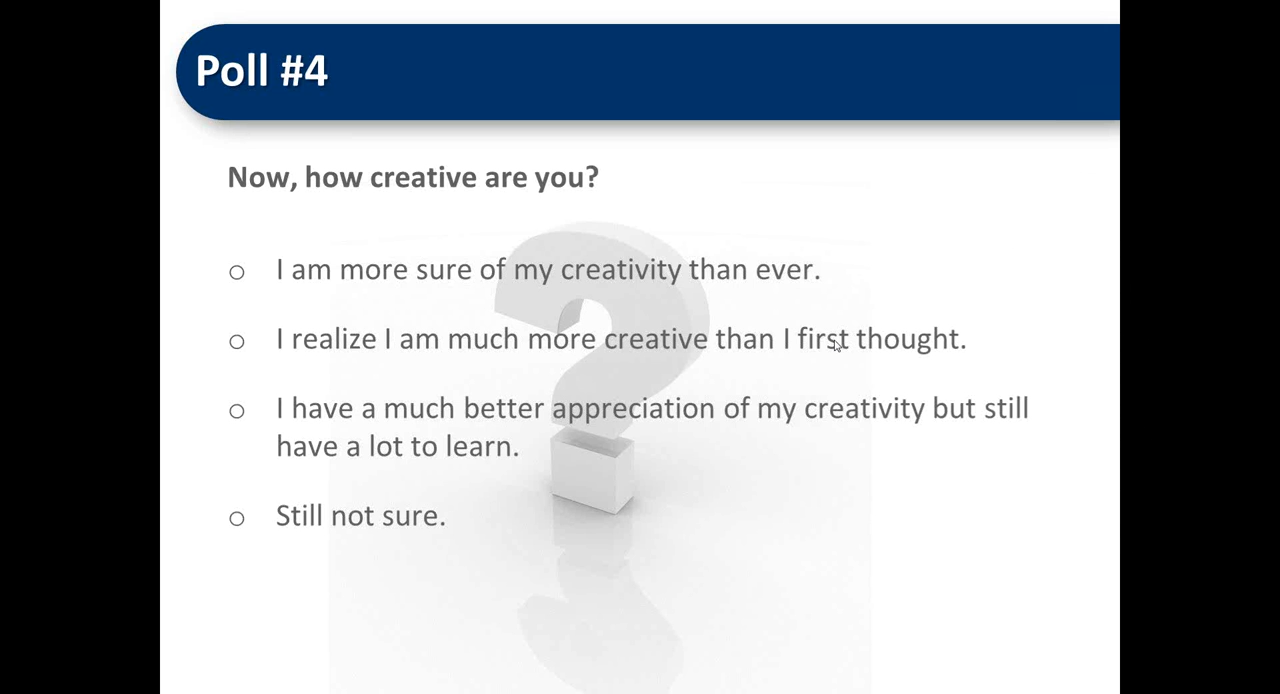 Poll #4
Now, how creative are you?
o I am more sure of my creativity than ever.
o I realize I am much more creative than I first thought.
o I have a much better appreciation of my creativity but still
have a lot to learn.
o Still not sure.